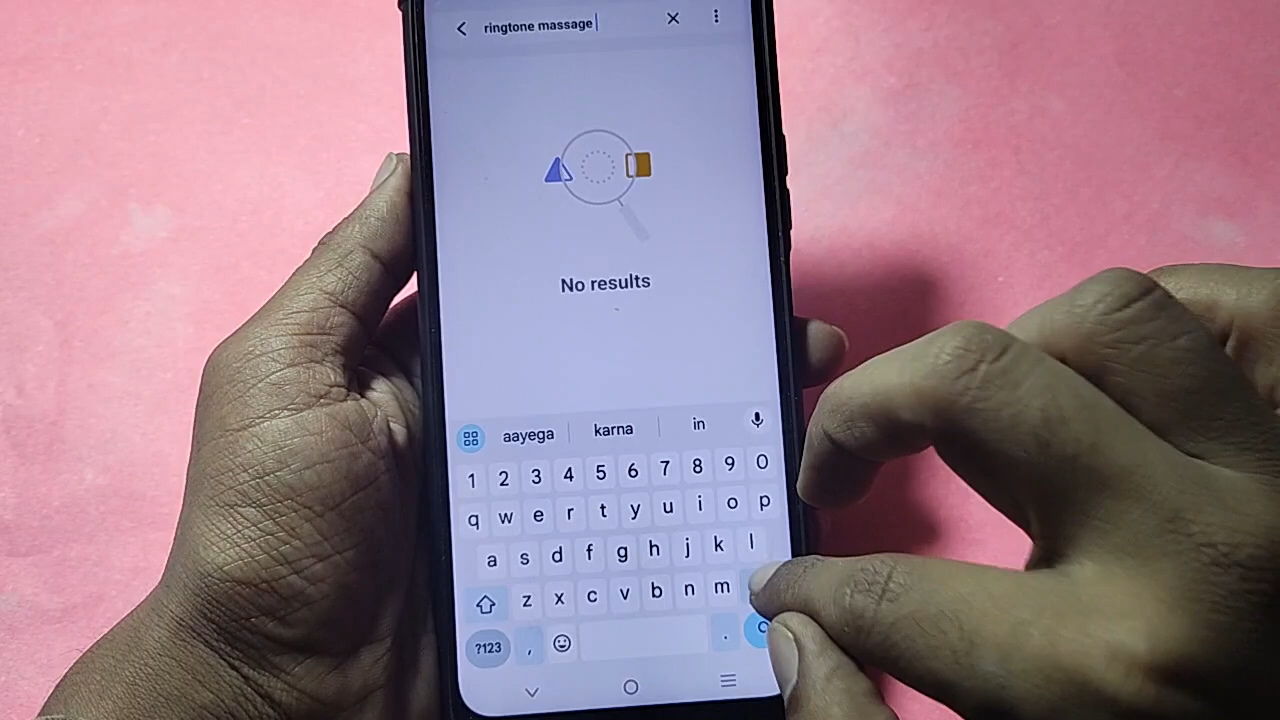 ringtone massage
No results
aayega karna in
1 2 3 4 5 6 7 8 9 0
q w e r t y u i o p
a s d f g h j k l
z x c v b n m
?123 , .